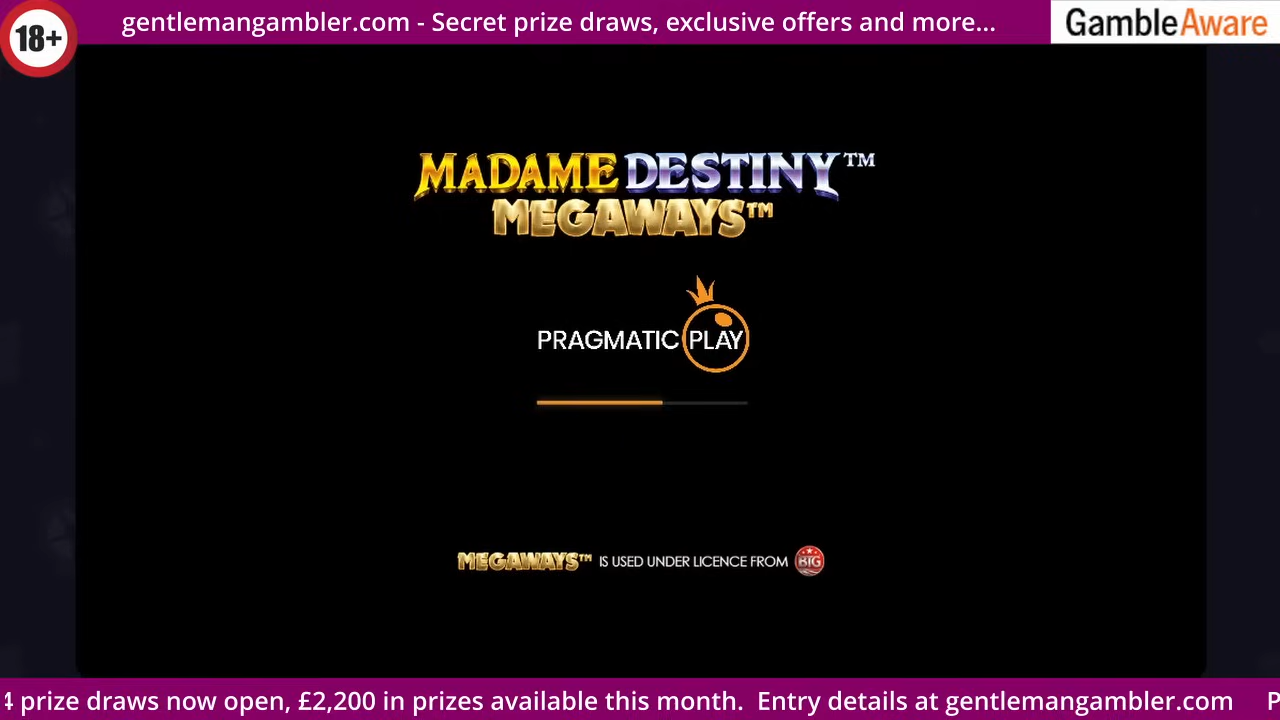 gentlemangambler.com - Secret prize draws, exclusive offers and more...
GambleAware
18+
MADAME DESTINY™
MEGAWAYS™
PRAGMATIC PLAY
MEGAWAYS™ IS USED UNDER LICENCE FROM BIG
4 prize draws now open, £2,200 in prizes available this month. Entry details at gentlemangambler.com P